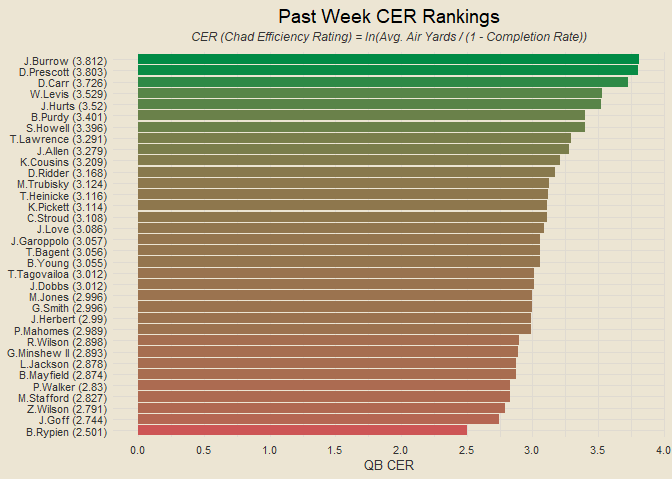 Past Week CER Rankings
CER (Chad Efficiency Rating) = ln(Avg. Air Yards / (1 - Completion Rate))
J.Burrow (3.812)
D.Prescott (3.803)
D.Carr (3.726)
W.Levis (3.529)
J.Hurts (3.52)
B.Purdy (3.401)
S.Howell (3.396)
T.Lawrence (3.291)
J.Allen (3.279)
K.Cousins (3.209)
D.Ridder (3.168)
M.Trubisky (3.124)
T.Heinicke (3.116)
K.Pickett (3.114)
C.Stroud (3.108)
J.Love (3.086)
J.Garoppolo (3.057)
T.Bagent (3.056)
B.Young (3.055)
T.Tagovailoa (3.012)
J.Dobbs (3.012)
M.Jones (2.996)
G.Smith (2.996)
J.Herbert (2.99)
P.Mahomes (2.989)
R.Wilson (2.898)
G.Minshew II (2.893)
L.Jackson (2.878)
B.Mayfield (2.874)
P.Walker (2.83)
M.Stafford (2.827)
Z.Wilson (2.791)
J.Goff (2.744)
B.Rypien (2.501)
0.0 0.5 1.0 1.5 2.0 2.5 3.0 3.5 4.0
QB CER